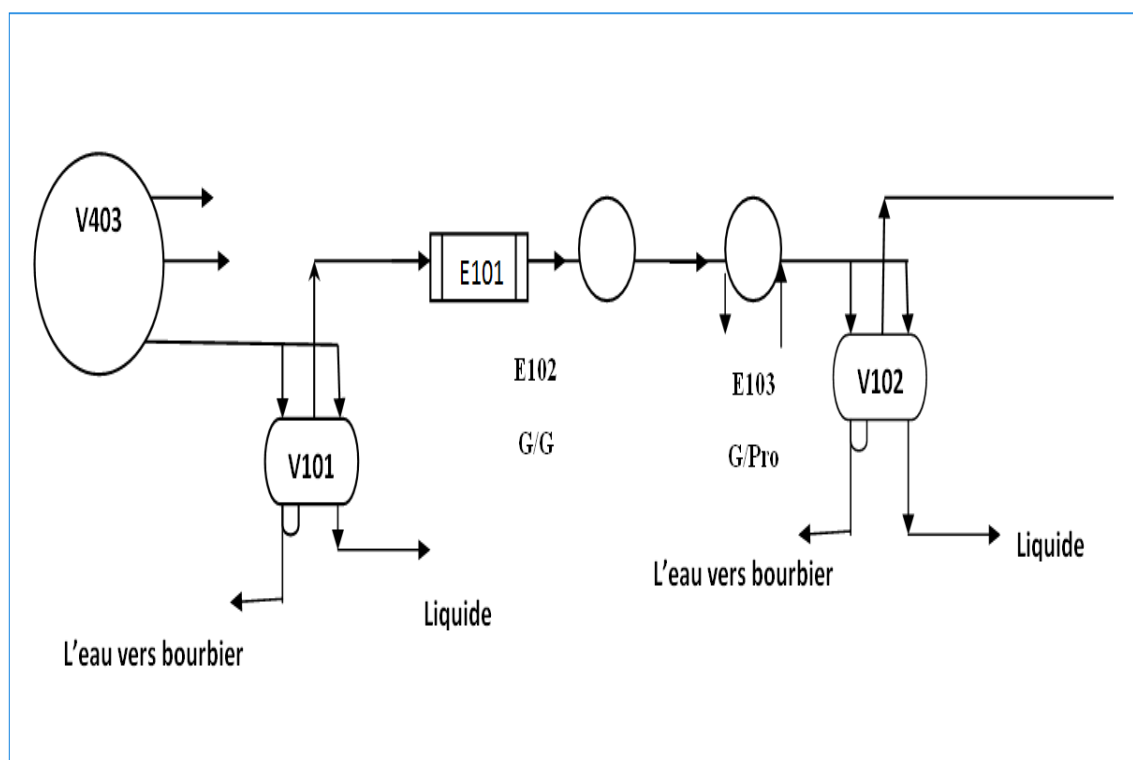 V403
E101
E102
G/G
E103
G/Pro
V102
V101
Liquide
L’eau vers bourbier
Liquide
L’eau vers bourbier